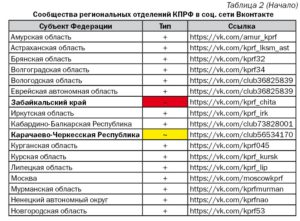 Таблица 2 (Начало)
Сообщества региональных отделений КПРФ в соц. сети Вконтакте
Субъект Федерации Тип Ссылка
Амурская область + https://vk.com/amur_kprf
Астраханская область + https://vk.com/kprf_lksm_ast
Брянская область + https://vk.com/kprf32
Волгоградская область + https://vk.com/kprf34
Вологодская область + https://vk.com/club36825839
Еврейская автономная область + https://vk.com/club36825839
Забайкальский край - https://vk.com/kprf_chita
Иркутская область + https://vk.com/kprf_irk
Кабардино-Балкарская Республика + https://vk.com/club73828001
Карачаево-Черкесская Республика ~ https://vk.com/club56534170
Курганская область + https://vk.com/kprf045
Курская область + https://vk.com/kprf_kursk
Липецкая область + https://vk.com/kprf_lip
Москва + https://vk.com/moscowkprf
Мурманская область + https://vk.com/kprfmurman
Ненецкий автономный округ + https://vk.com/kprfnao
Новгородская область + https://vk.com/kprf53